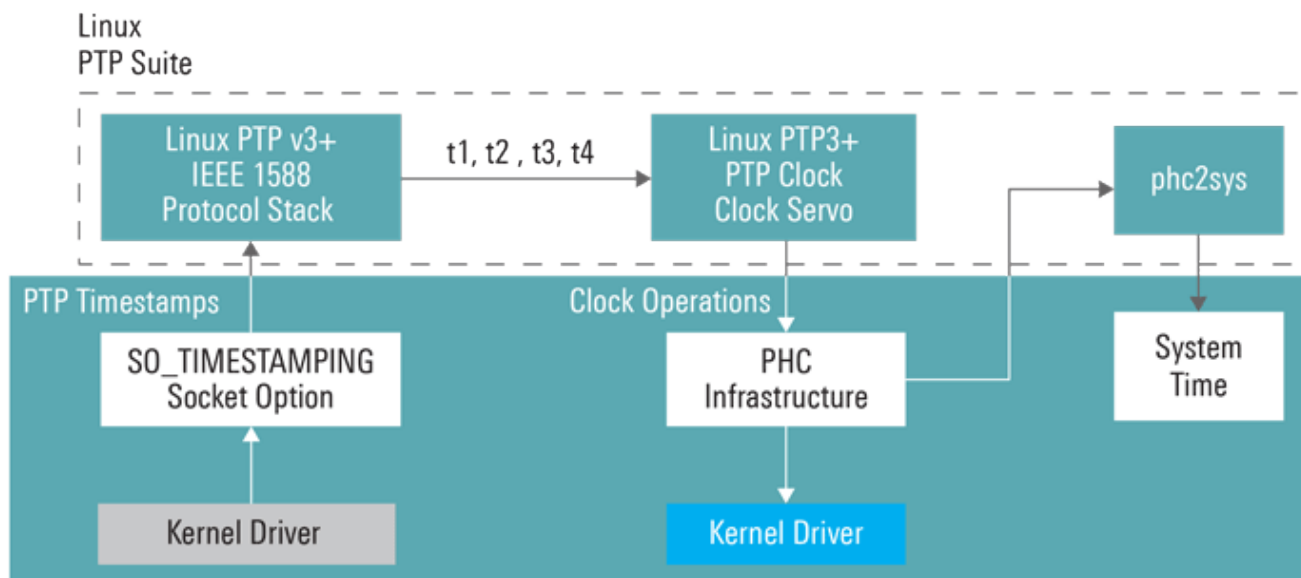 Linux
PTP Suite
Linux PTP v3+
IEEE 1588
Protocol Stack
t1, t2 , t3, t4
Linux PTP3+
PTP Clock
Clock Servo
phc2sys
PTP Timestamps
Clock Operations
SO_TIMESTAMPING
Socket Option
PHC
Infrastructure
System
Time
Kernel Driver
Kernel Driver